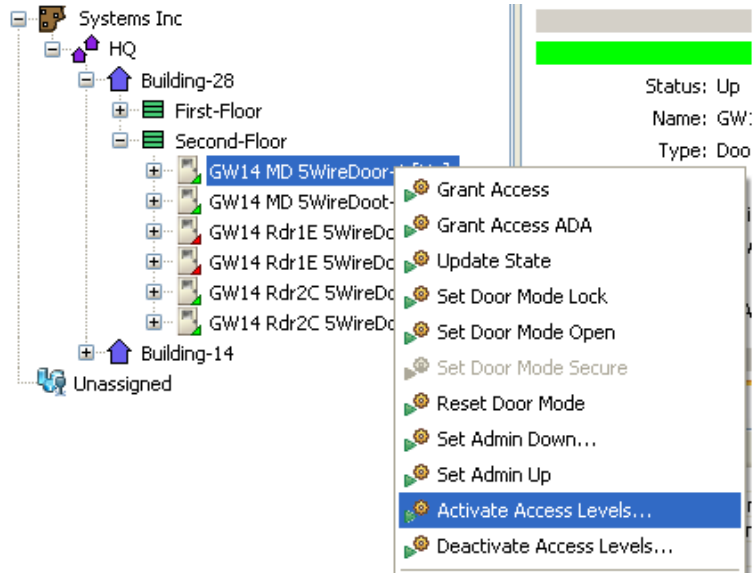 Systems Inc
HQ
Building-28
First-Floor
Second-Floor
GW14 MD 5WireDoor-
GW14 MD 5WireDoot-
GW14 Rdr1E 5WireDo
GW14 Rdr1E 5WireDo
GW14 Rdr2C 5WireDo
GW14 Rdr2C 5WireDo
Building-14
Unassigned
Status: Up
Name: GW1
Type: Doo
Grant Access
Grant Access ADA
Update State
Set Door Mode Lock
Set Door Mode Open
Set Door Mode Secure
Reset Door Mode
Set Admin Down...
Set Admin Up
Activate Access Levels...
Deactivate Access Levels...